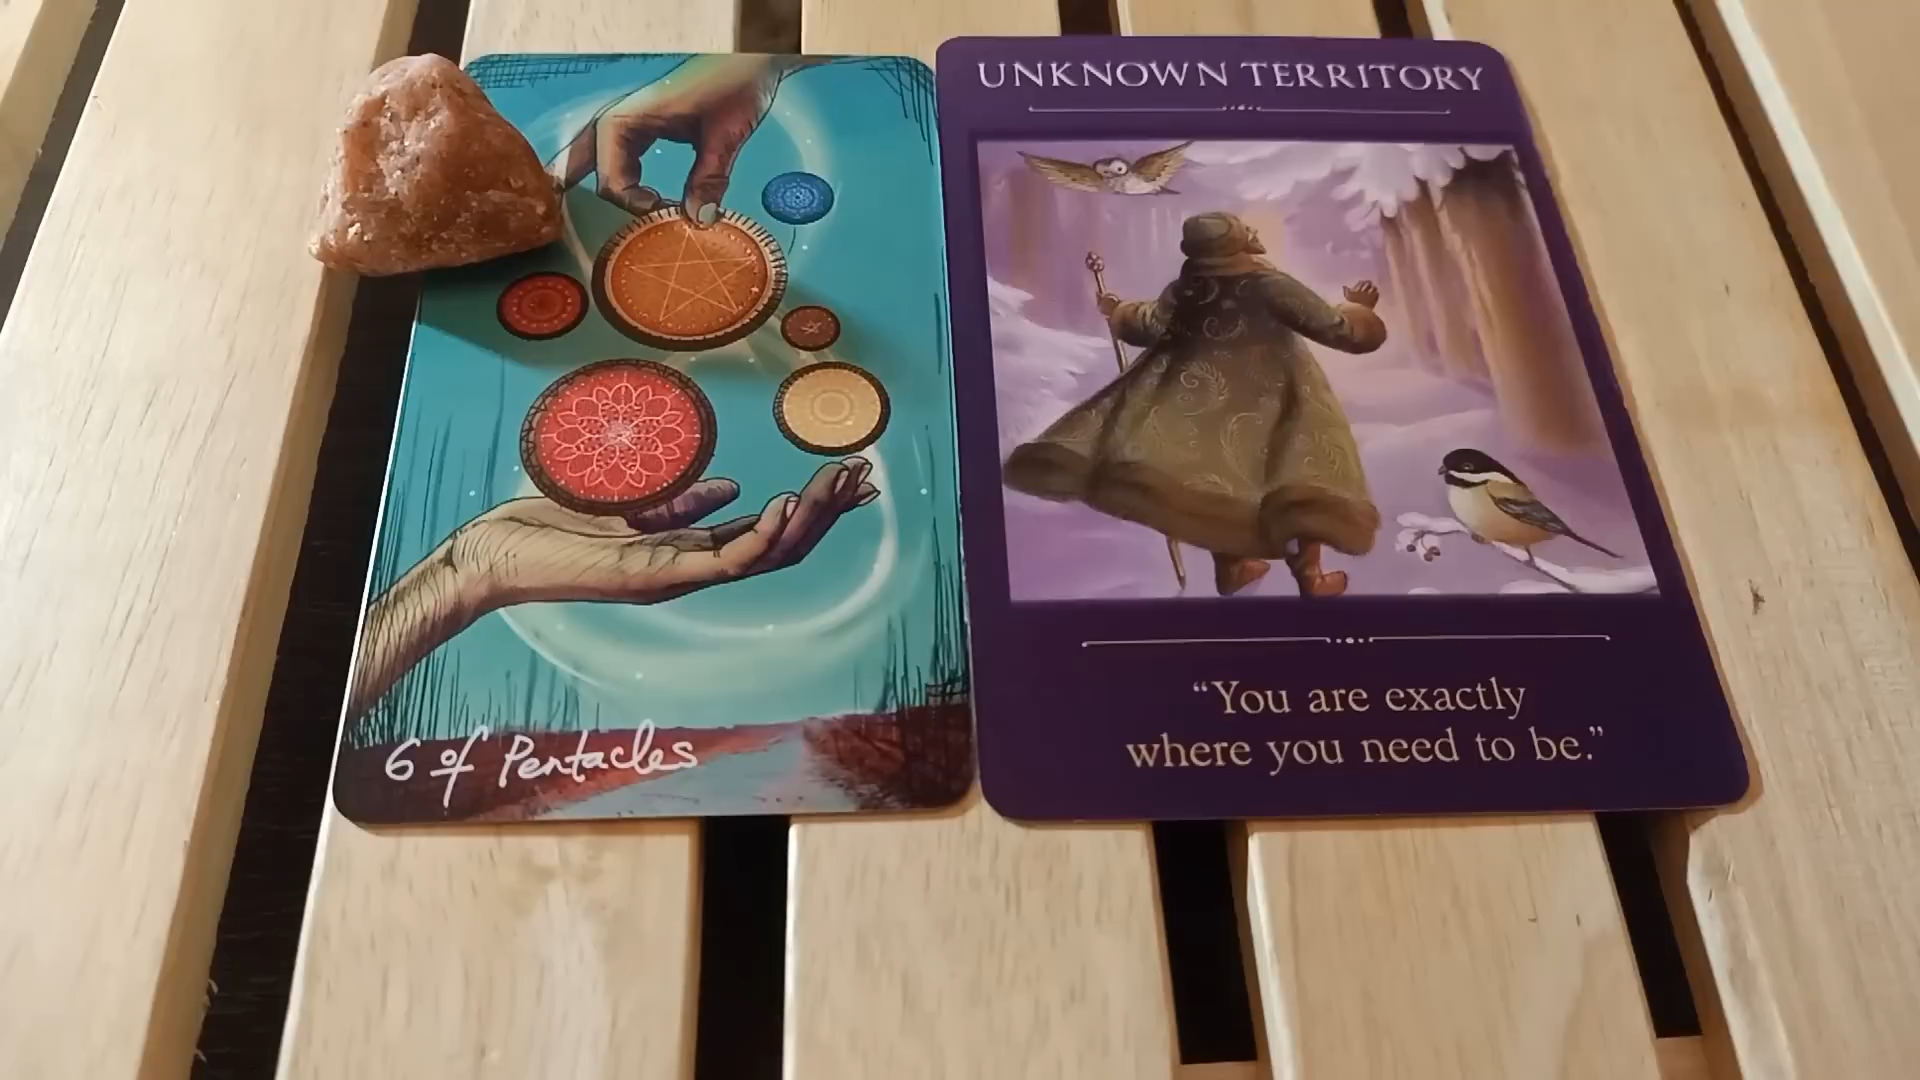 6 of Pentacles
UNKNOWN TERRITORY
“You are exactly
where you need to be.”